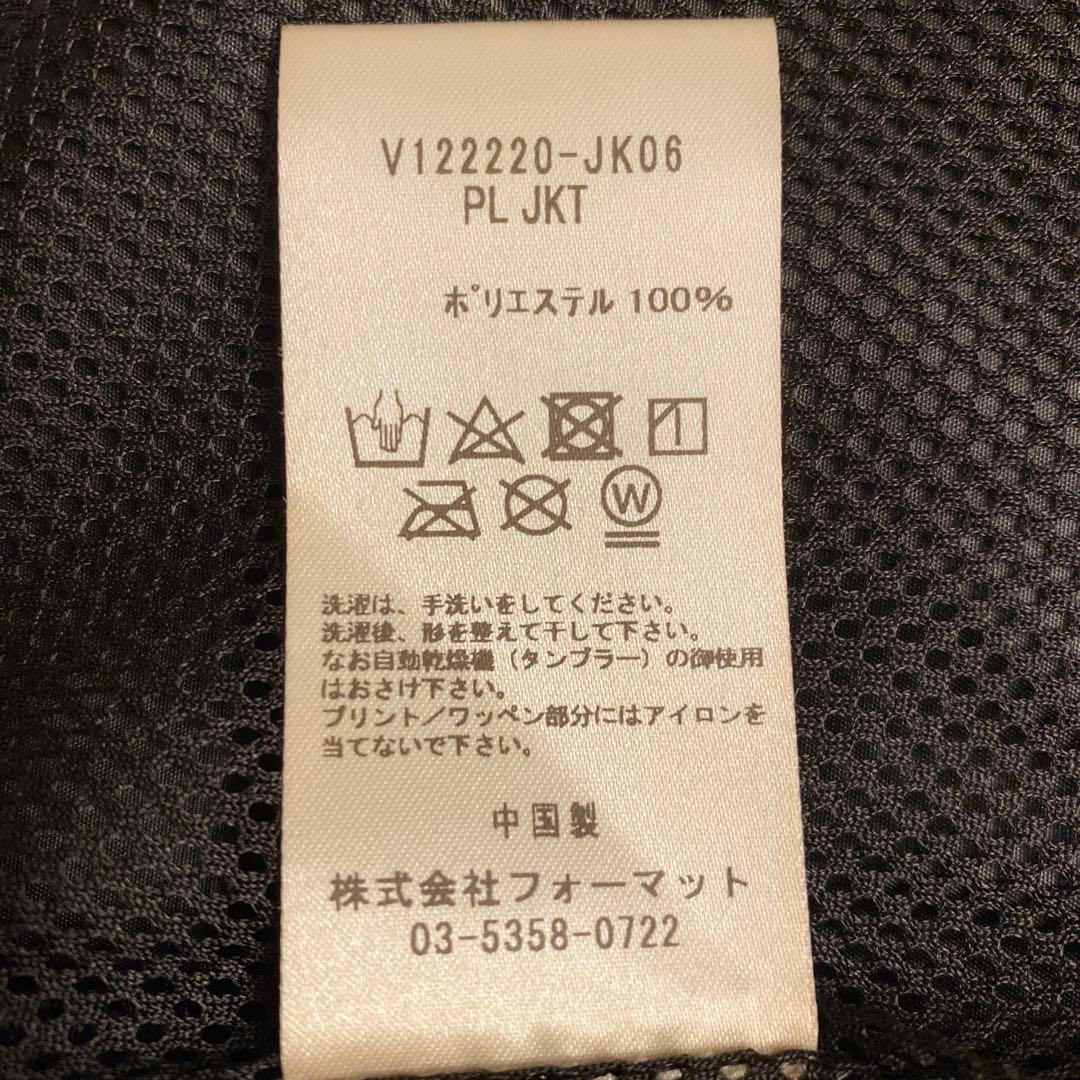 V122220-JK06
PL JKT
ポリエステル 100%
W
洗濯は、手洗いをしてください。
洗濯後、形を整えて干して下さい。
なお自動乾燥機（タンブラー）の御使用
はおさけ下さい。
プリント／ワッペン部分にはアイロンを
当てないで下さい。
中国製
株式会社フォーマット
03-5358-0722